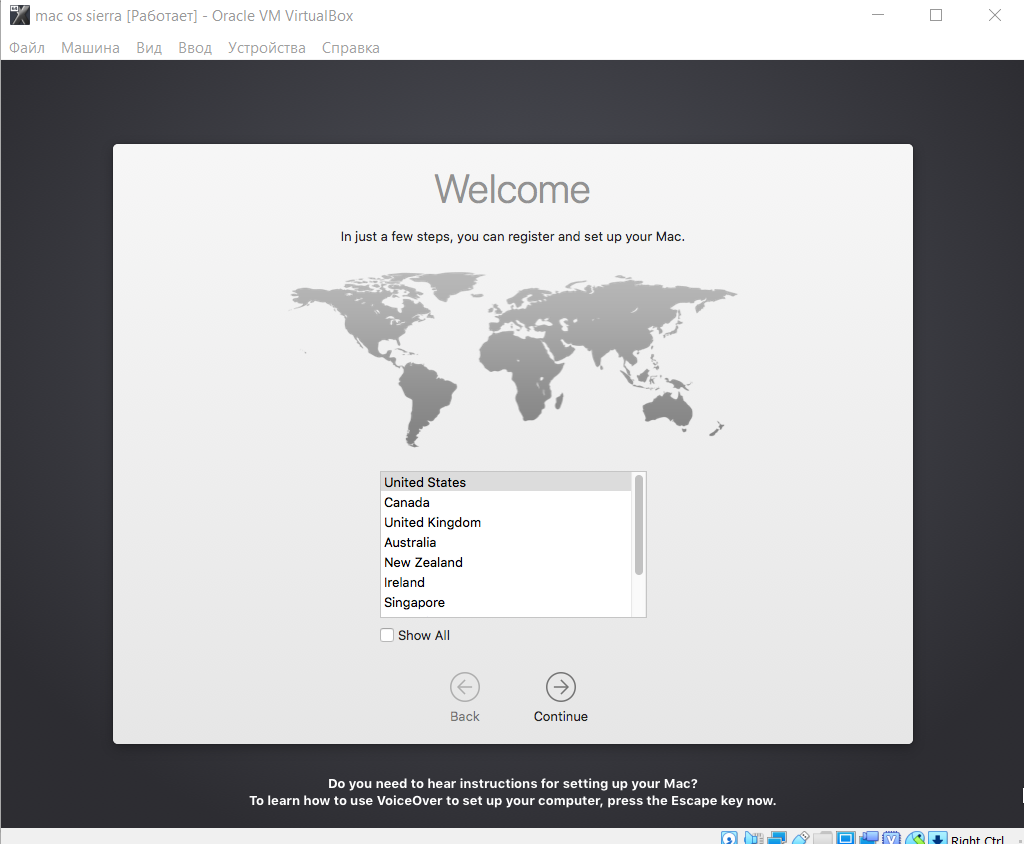 mac os sierra [Работает] - Oracle VM VirtualBox
Файл Машина Вид Ввод Устройства Справка
Welcome
In just a few steps, you can register and set up your Mac.
United States
Canada
United Kingdom
Australia
New Zealand
Ireland
Singapore
Show All
Back Continue
Do you need to hear instructions for setting up your Mac?
To learn how to use VoiceOver to set up your computer, press the Escape key now.
Right Ctrl